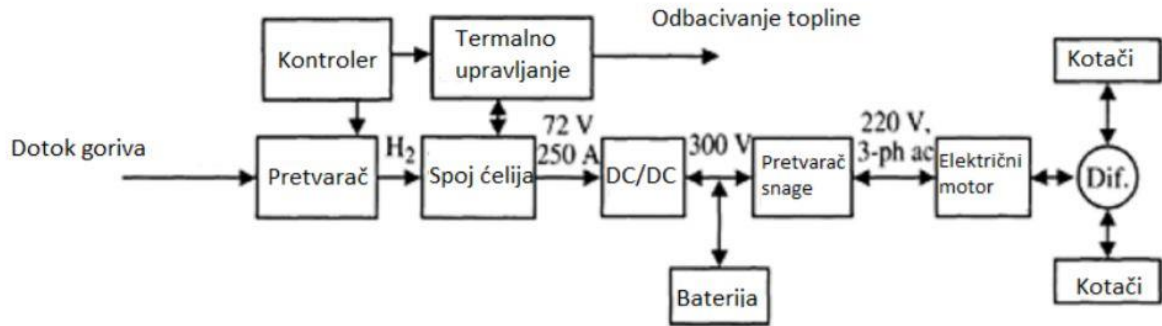 Odbacivanje topline
Kontroler
Termalno
upravljanje
Kotači
Dotok goriva
Pretvarač
H2
Spoj ćelija
72 V
250 A
DC/DC
300 V
Pretvarač
snage
220 V,
3-ph ac
Električni
motor
Dif.
Baterija
Kotači